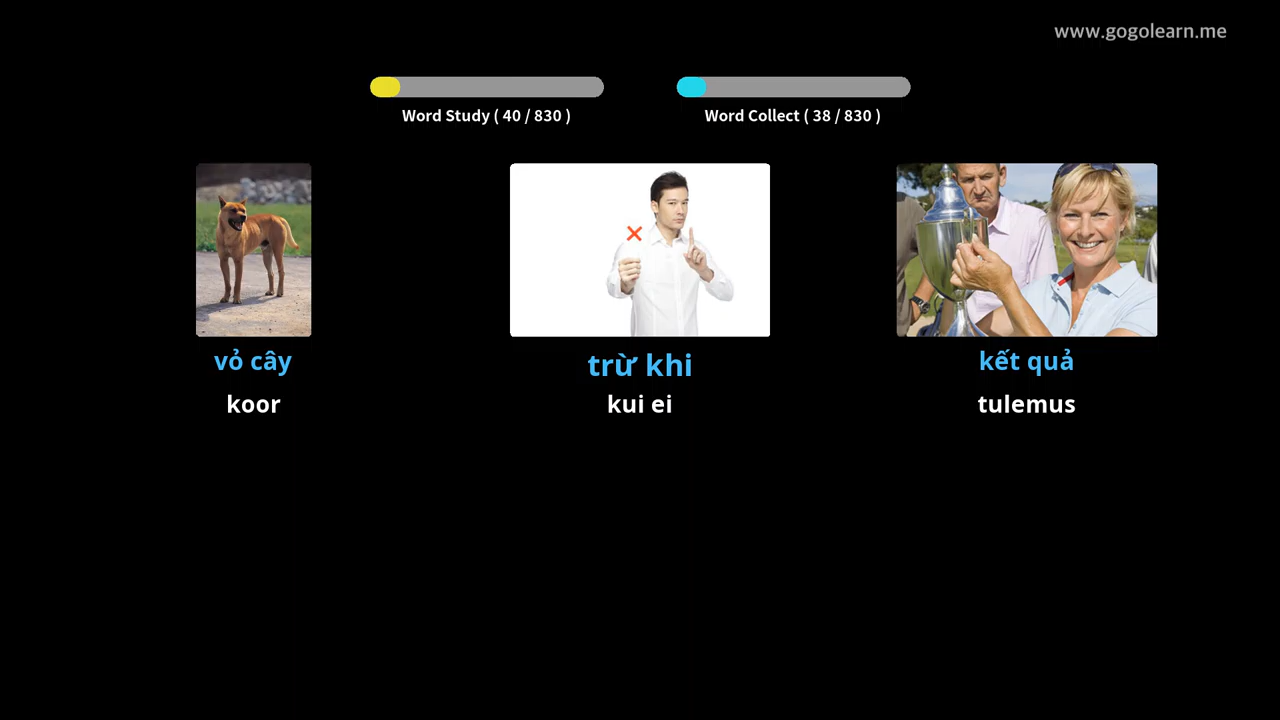 www.gogolearn.me
Word Study ( 40 / 830 )
Word Collect ( 38 / 830 )
vỏ cây
koor
trừ khi
kui ei
kết quả
tulemus